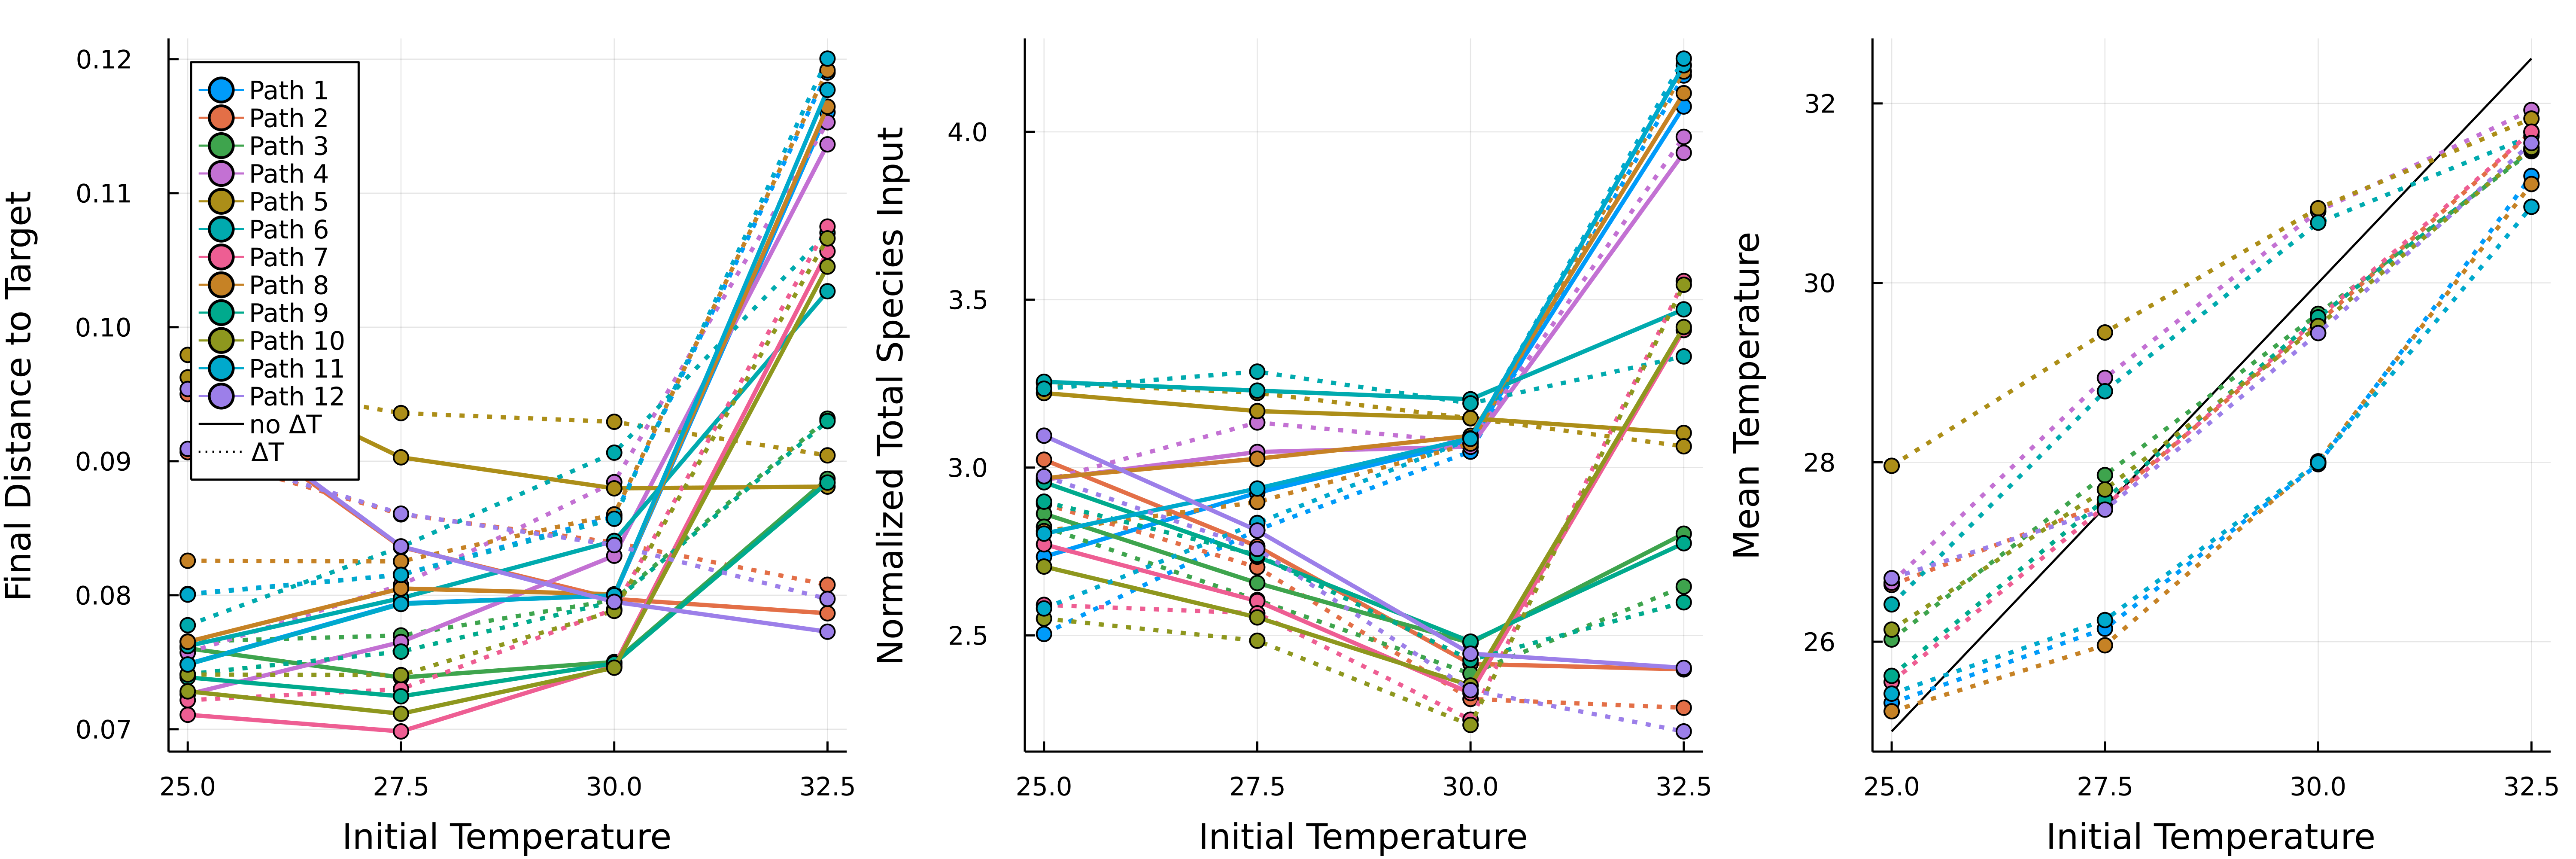 Final Distance to Target
0.12
0.11
0.10
0.09
0.08
0.07
Path 1
Path 2
Path 3
Path 4
Path 5
Path 6
Path 7
Path 8
Path 9
Path 10
Path 11
Path 12
no ΔT
ΔT
25.0 27.5 30.0 32.5
Initial Temperature
Normalized Total Species Input
4.0
3.5
3.0
2.5
25.0 27.5 30.0 32.5
Initial Temperature
Mean Temperature
32
30
28
26
25.0 27.5 30.0 32.5
Initial Temperature